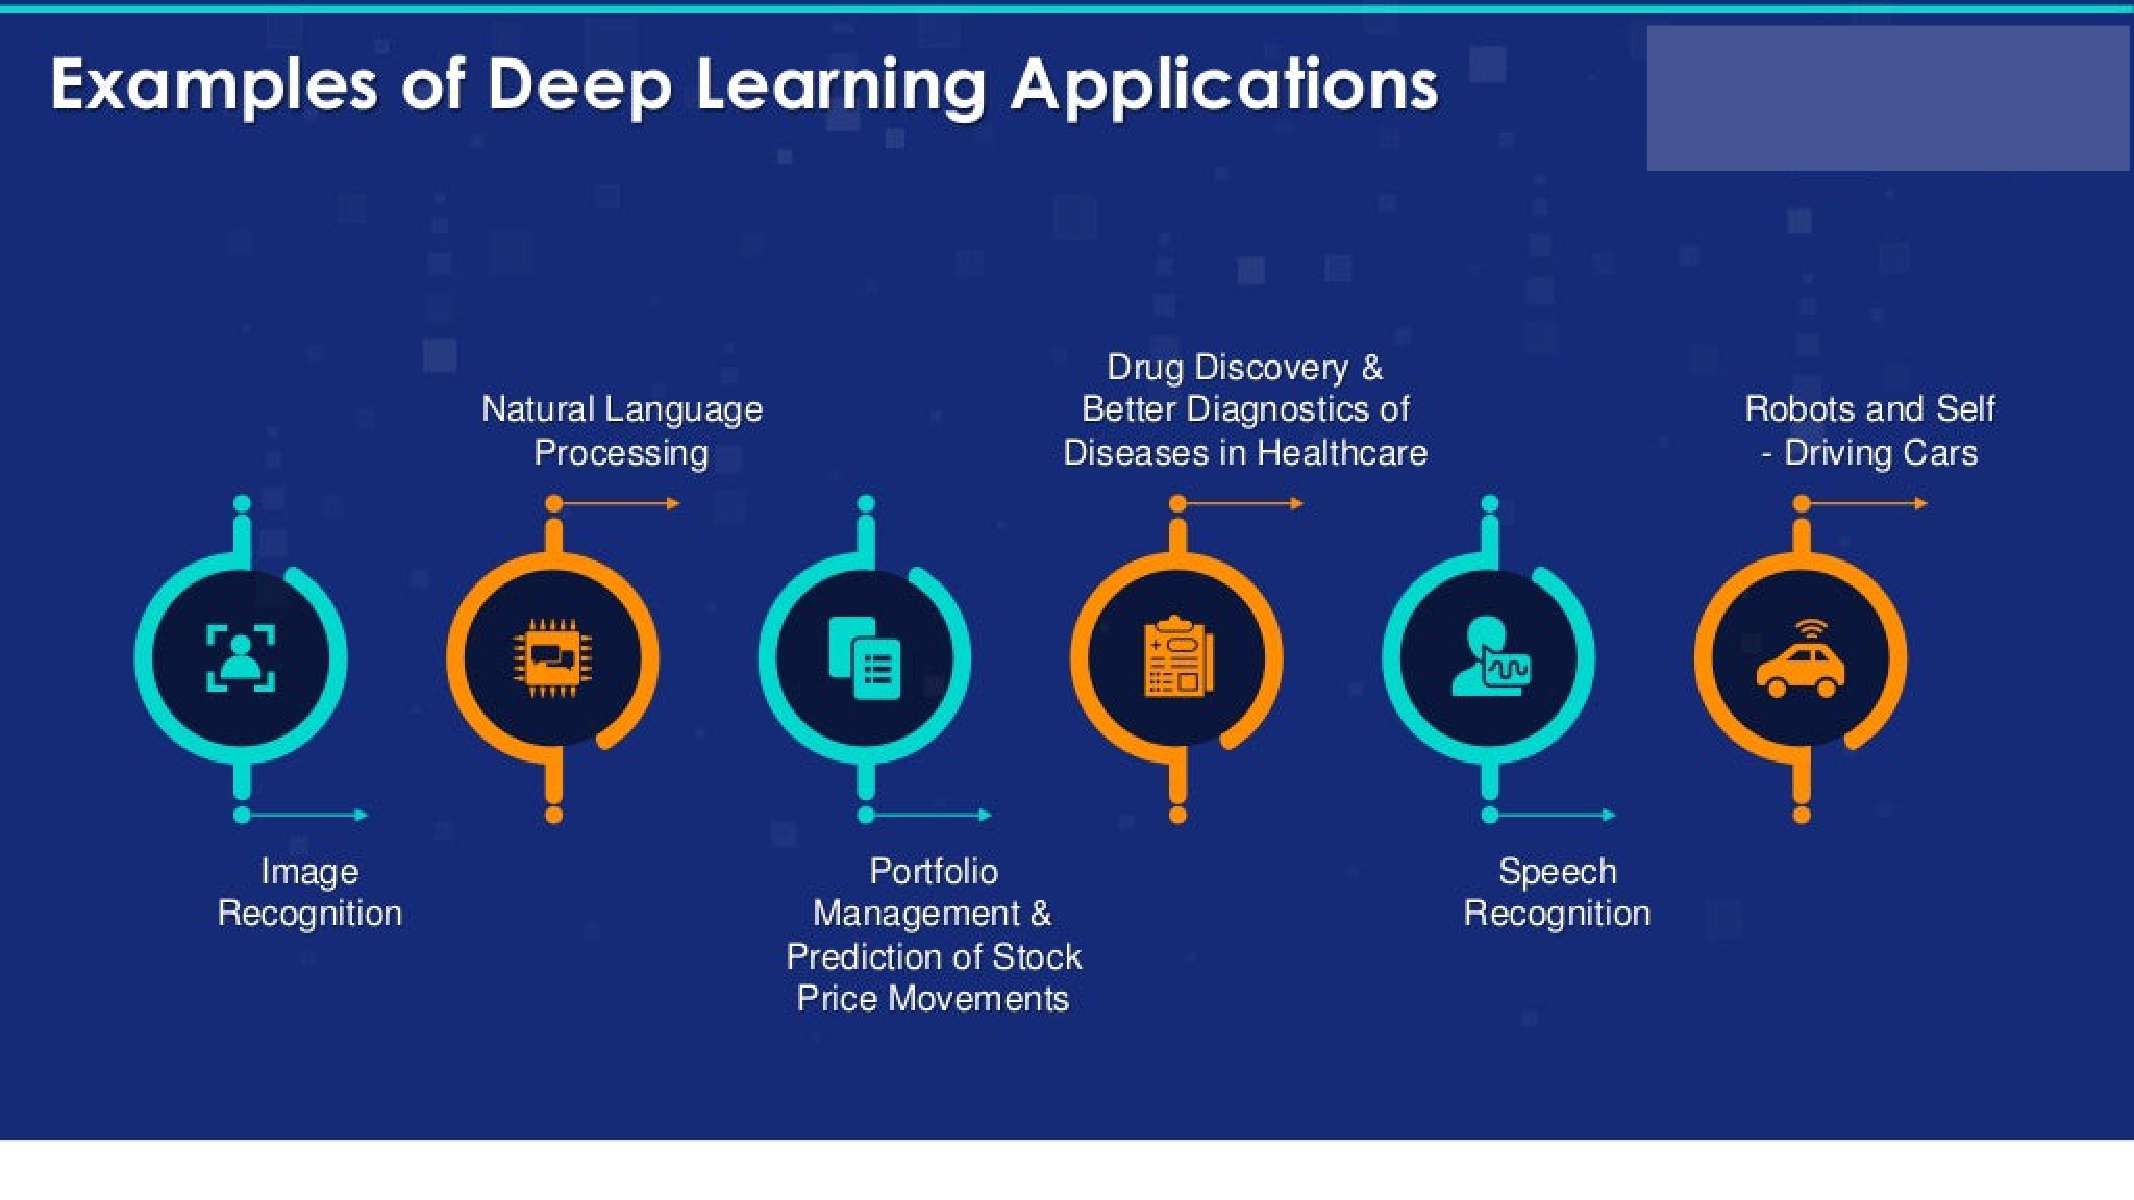 Examples of Deep Learning Applications
Image
Recognition
Natural Language
Processing
Portfolio
Management &
Prediction of Stock
Price Movements
Drug Discovery &
Better Diagnostics of
Diseases in Healthcare
Speech
Recognition
Robots and Self
- Driving Cars